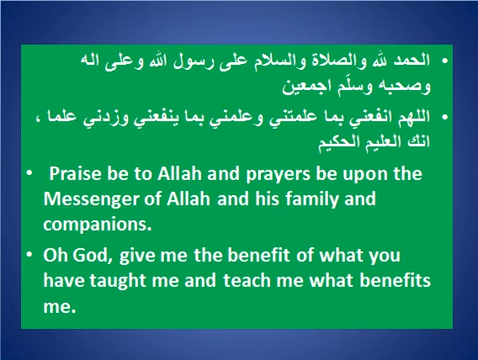 • الحمد لله والصلاة والسلام على رسول الله وعلى اله
وصحبه وسلّم اجمعين
• اللهم انفعني بما علمتني وعلمني بما ينفعني وزدني علما ،
انك العليم الحكيم
• Praise be to Allah and prayers be upon the
Messenger of Allah and his family and
companions.
• Oh God, give me the benefit of what you
have taught me and teach me what benefits
me.